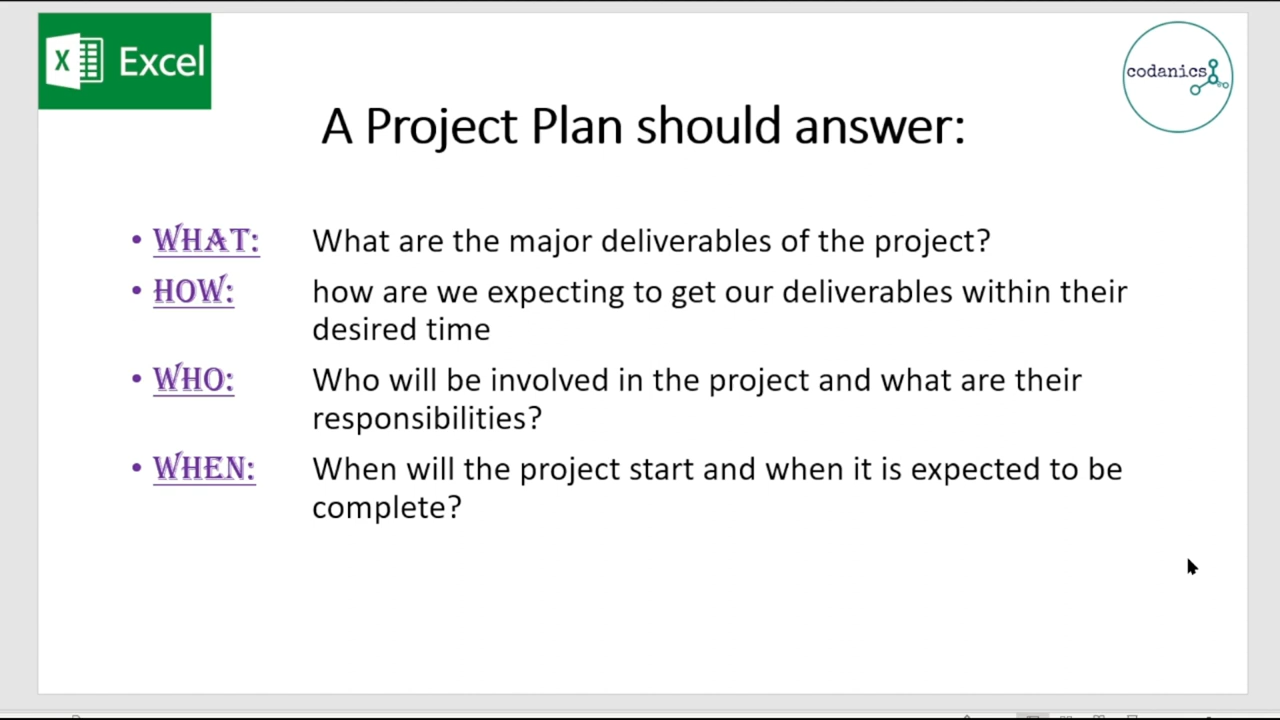 X
Excel
codanics
A Project Plan should answer:
• WHAT: What are the major deliverables of the project?
• HOW: how are we expecting to get our deliverables within their
desired time
• WHO: Who will be involved in the project and what are their
responsibilities?
• WHEN: When will the project start and when it is expected to be
complete?